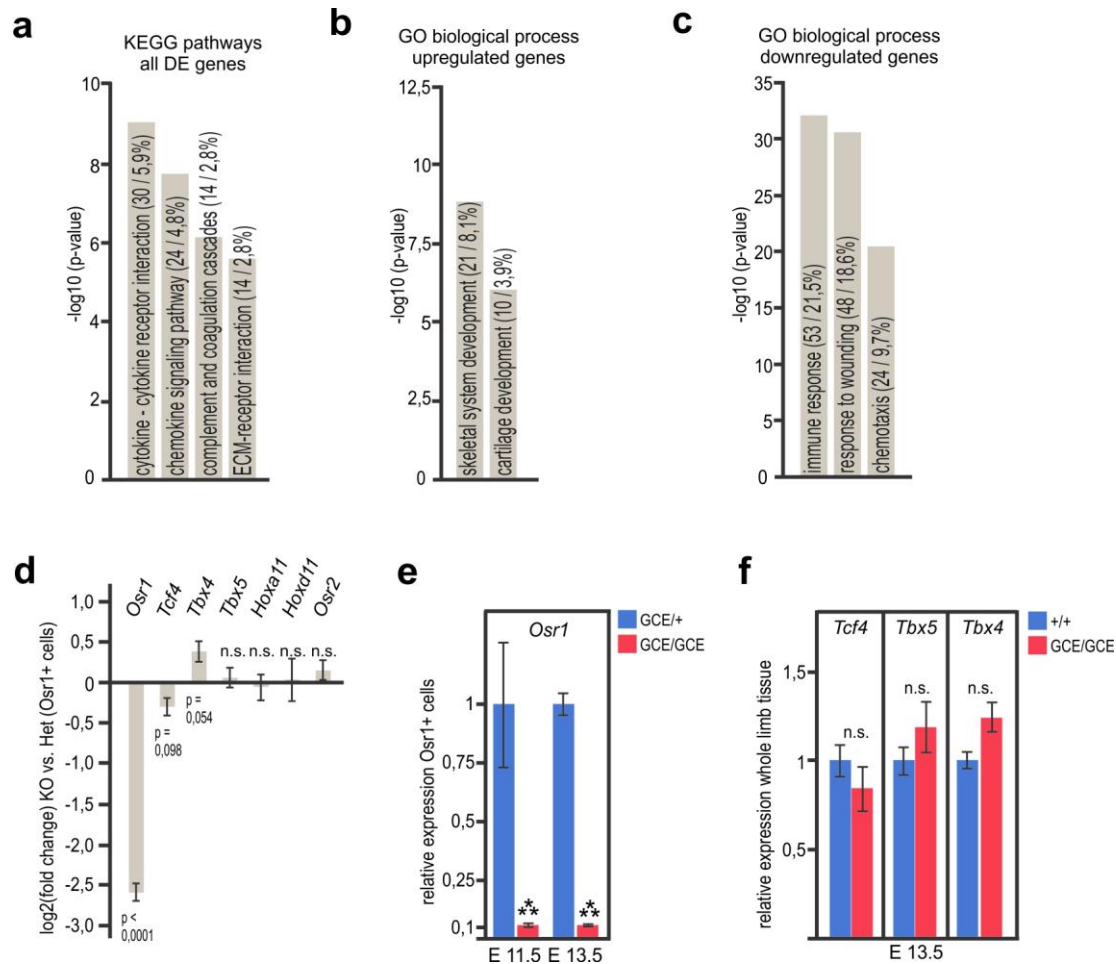 a
KEGG pathways
all DE genes
-log10 (p-value)
10
8
6
4
2
0
cytokine - cytokine receptor interaction (30 / 5,9%)
chemokine signaling pathway (24 / 4,8%)
complement and coagulation cascades (14 / 2,8%)
ECM-receptor interaction (14 / 2,8%)
b
GO biological process
upregulated genes
-log10 (p-value)
12,5
10
7,5
5
2,5
0
skeletal system development (21 / 8,1%)
cartilage development (10 / 3,9%)
c
GO biological process
downregulated genes
-log10 (p-value)
35
30
25
20
15
10
5
0
immune response (53 / 21,5%)
response to wounding (48 / 18,6%)
chemotaxis (24 / 9,7%)
d
Osr1
Tcf4
Tbx4
Tbx5
Hoxa11
Hoxd11
Osr2
log2(fold change) KO vs. Het (Osr1+ cells)
1,0
0,5
0
-0,5
-1,0
-1,5
-2,0
-2,5
-3,0
n.s.
n.s.
n.s.
n.s.
p =
0,054
p =
0,098
p <
0,0001
e
Osr1
GCE/+
GCE/GCE
relative expression Osr1+ cells
1
0,75
0,5
0,25
0,1
***
***
E 11.5
E 13.5
f
Tcf4
Tbx5
Tbx4
+/+
GCE/GCE
relative expression whole limb tissue
1,5
1
0,5
n.s.
n.s.
n.s.
E 13.5